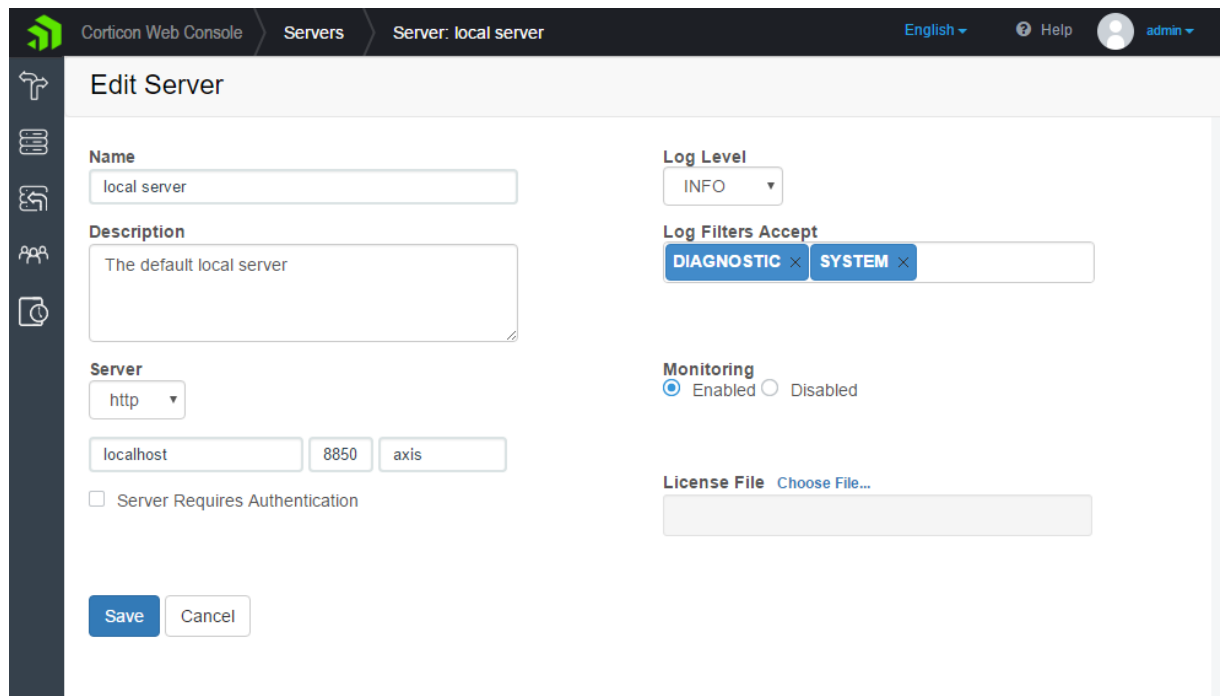 Corticon Web Console Servers Server: local server English Help admin
Edit Server
Name
local server
Description
The default local server
Server
http
localhost 8850 axis
Server Requires Authentication
Log Level
INFO
Log Filters Accept
DIAGNOSTIC × SYSTEM ×
Monitoring
Enabled Disabled
License File Choose File...
Save Cancel